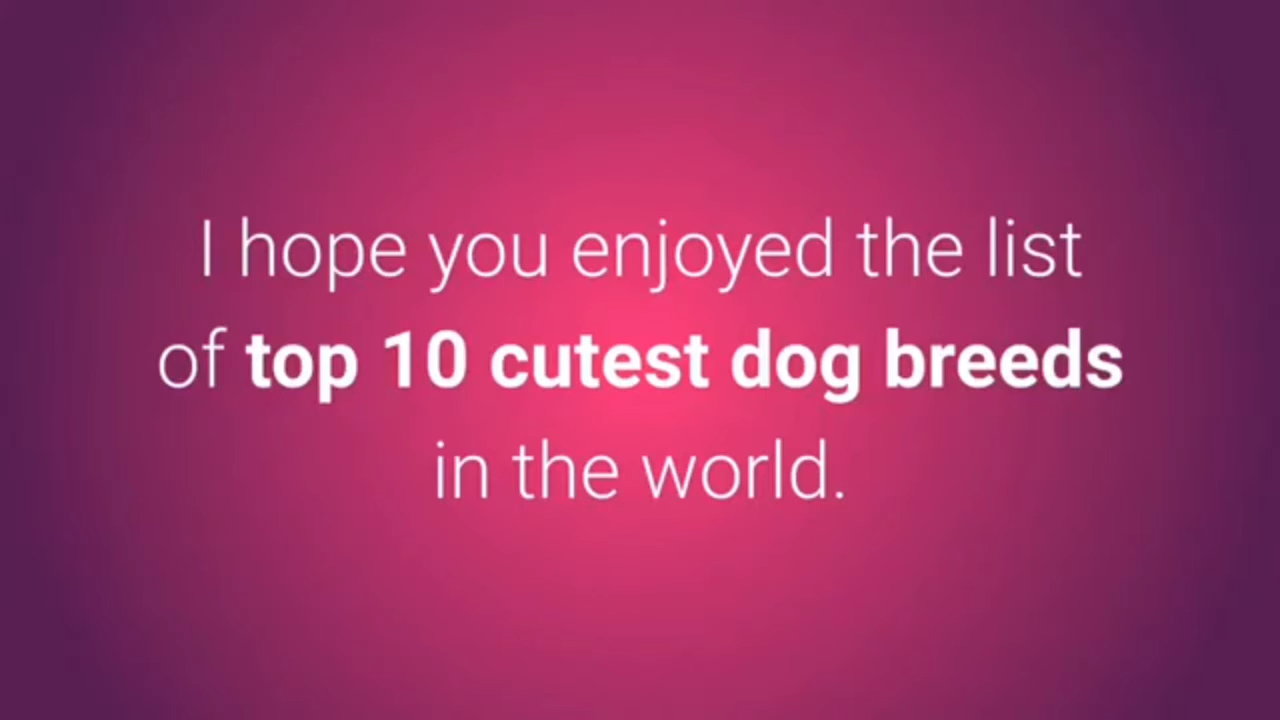 I hope you enjoyed the list
of top 10 cutest dog breeds
in the world.